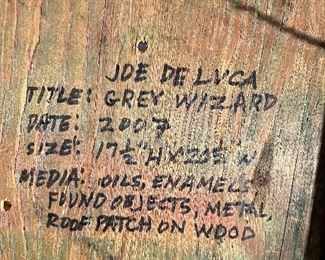 JOE DE LUCA
TITLE: GREY WIZARD
DATE: 2007
SIZE: 17½"H X 20½"W
MEDIA: OILS, ENAMELS,
FOUND OBJECTS, METAL,
ROOF PATCH ON WOOD